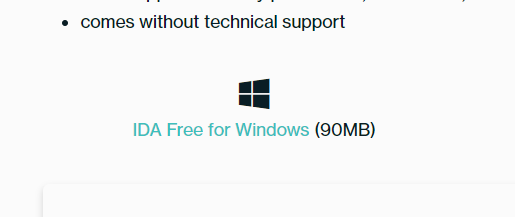 comes without technical support
IDA Free for Windows (90MB)